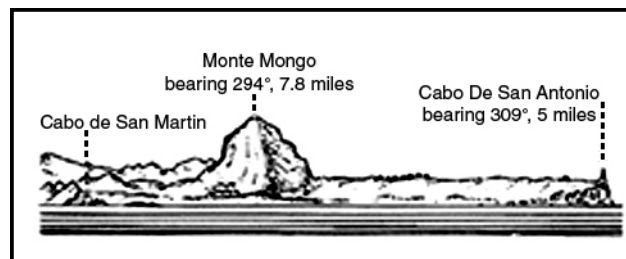 Monte Mongo
bearing 294°, 7.8 miles
Cabo De San Antonio
bearing 309°, 5 miles
Cabo de San Martin